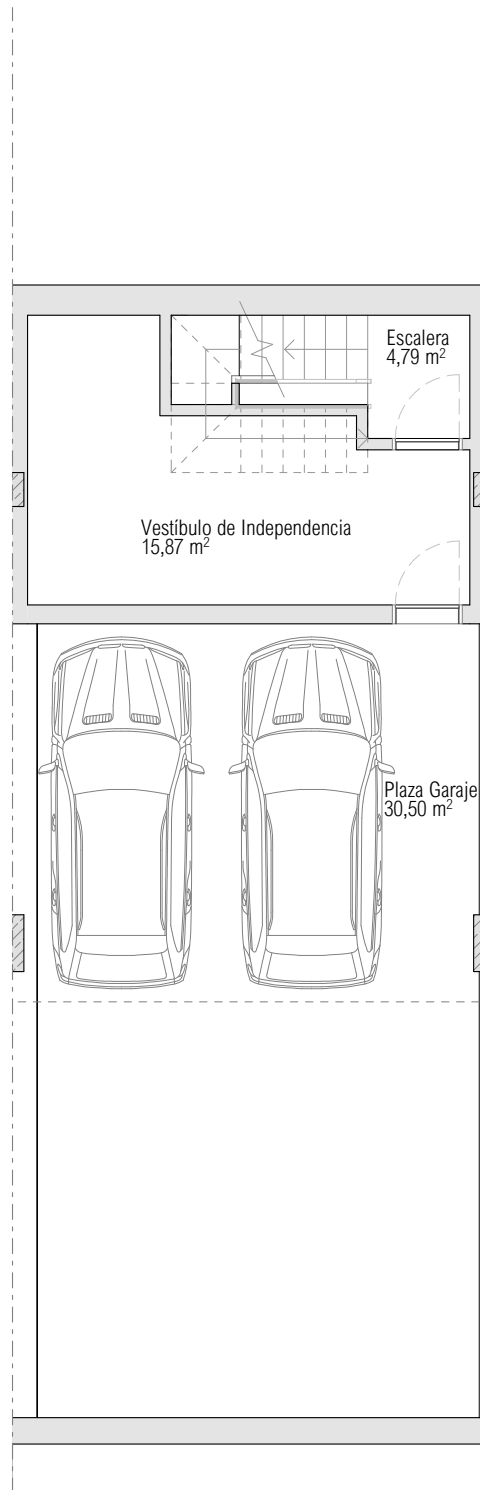 Escalera
4,79 m²
Vestíbulo de Independencia
15,87 m²
Plaza Garaje
30,50 m²